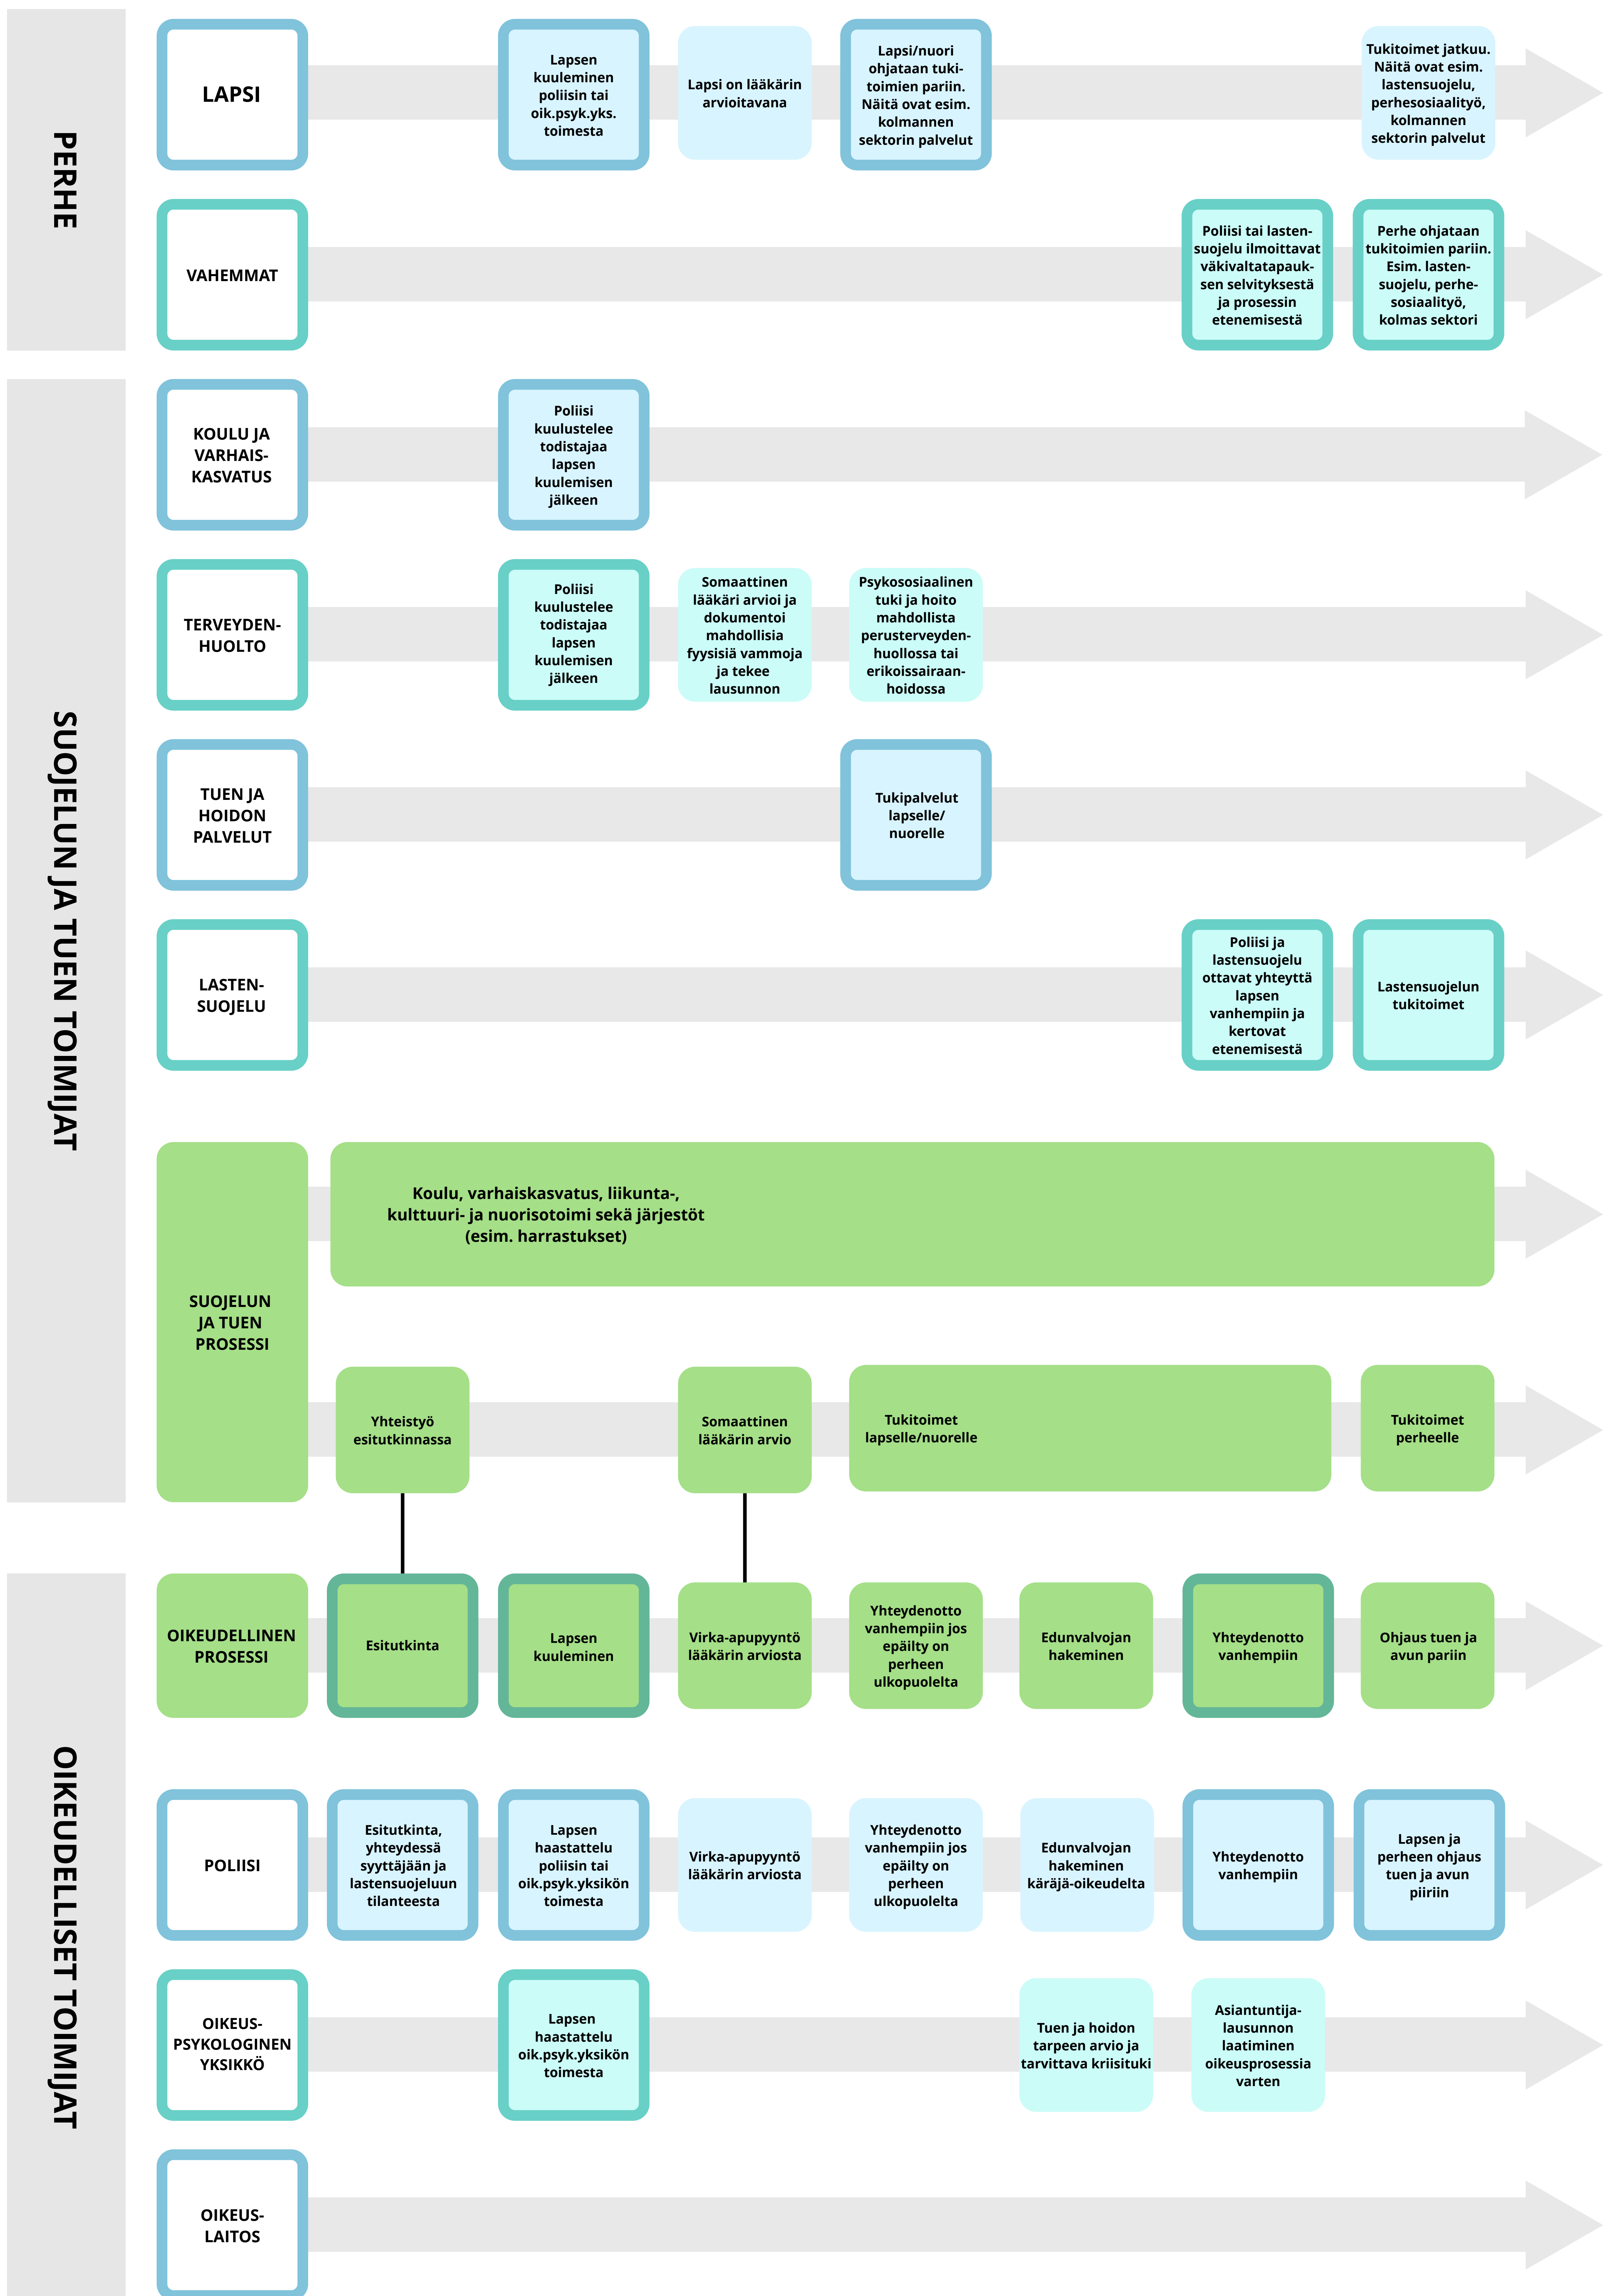 PERHE
LAPSI
Lapsen
kuuleminen
poliisin tai
oik.psyk.yks.
toimesta
Lapsi on lääkärin
arvioitavana
Lapsi/nuori
ohjataan tuki-
toimien pariin.
Näitä ovat esim.
kolmannen
sektorin palvelut
Tukitoimet jatkuu.
Näitä ovat esim.
lastensuojelu,
perhesosiaalityö,
kolmannen
sektorin palvelut
VAHEMMAT
Poliisi tai lasten-
suojelu ilmoittavat
väkivaltatapauk-
sen selvityksestä
ja prosessin
etenemisestä
Perhe ohjataan
tukitoimien pariin.
Esim. lasten-
suojelu, perhe-
sosiaalityö,
kolmas sektori
SUOJELUN JA TUEN TOIMIJAT
KOULU JA
VARHAIS-
KASVATUS
Poliisi
kuulustelee
todistajaa
lapsen
kuulemisen
jälkeen
TERVEYDEN-
HUOLTO
Poliisi
kuulustelee
todistajaa
lapsen
kuulemisen
jälkeen
Somaattinen
lääkäri arvioi ja
dokumentoi
mahdollisia
fyysisiä vammoja
ja tekee
lausunnon
Psykososiaalinen
tuki ja hoito
mahdollista
perusterveyden-
huollossa tai
erikoissairaan-
hoidossa
TUEN JA
HOIDON
PALVELUT
Tukipalvelut
lapselle/
nuorelle
LASTEN-
SUOJELU
Poliisi ja
lastensuojelu
ottavat yhteyttä
lapsen
vanhempiin ja
kertovat
etenemisestä
Lastensuojelun
tukitoimet
SUOJELUN
JA TUEN
PROSESSI
Koulu, varhaiskasvatus, liikunta-,
kulttuuri- ja nuorisotoimi sekä järjestöt
(esim. harrastukset)
Yhteistyö
esitutkinnassa
Somaattinen
lääkärin arvio
Tukitoimet
lapselle/nuorelle
Tukitoimet
perheelle
OIKEUDELLISET TOIMIJAT
OIKEUDELLINEN
PROSESSI
Esitutkinta
Lapsen
kuuleminen
Virka-apupyyntö
lääkärin arviosta
Yhteydenotto
vanhempiin jos
epäilty on
perheen
ulkopuolelta
Edunvalvojan
hakeminen
Yhteydenotto
vanhempiin
Ohjaus tuen ja
avun pariin
POLIISI
Esitutkinta,
yhteydessä
syyttäjään ja
lastensuojeluun
tilanteesta
Lapsen
haastattelu
poliisin tai
oik.psyk.yksikön
toimesta
Virka-apupyyntö
lääkärin arviosta
Yhteydenotto
vanhempiin jos
epäilty on
perheen
ulkopuolelta
Edunvalvojan
hakeminen
käräjä-oikeudelta
Yhteydenotto
vanhempiin
Lapsen ja
perheen ohjaus
tuen ja avun
piiriin
OIKEUS-
PSYKOLOGINEN
YKSIKKÖ
Lapsen
haastattelu
oik.psyk.yksikön
toimesta
Tuen ja hoidon
tarpeen arvio ja
tarvittava kriisituki
Asiantuntija-
lausunnon
laatiminen
oikeusprosessia
varten
OIKEUS-
LAITOS